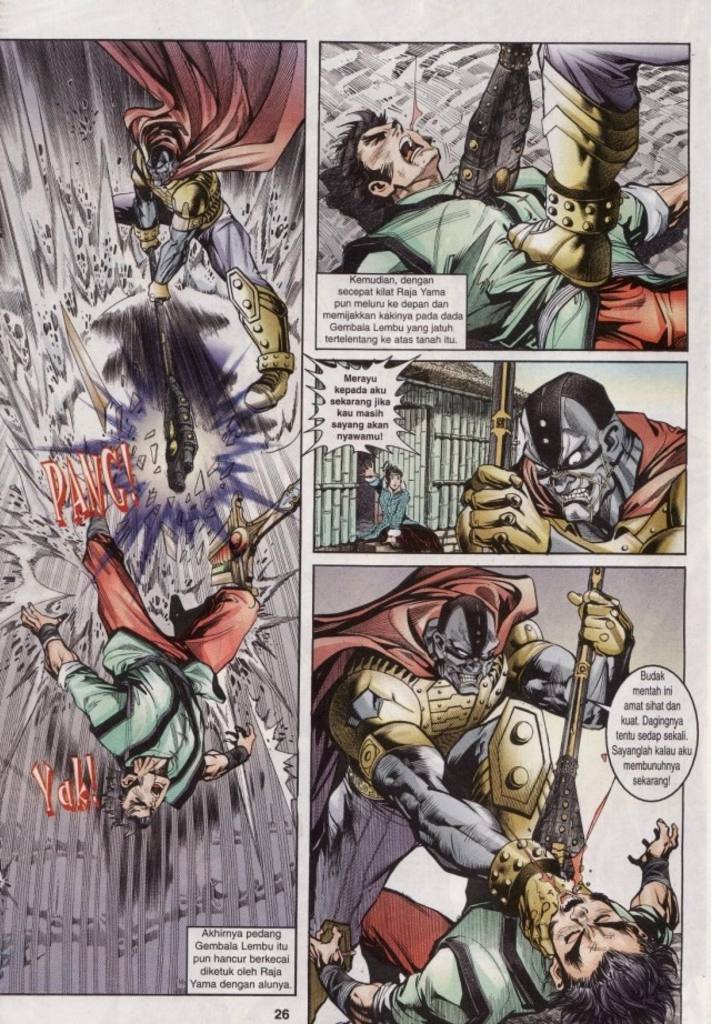 PANG!
Yak!
Akhirnya pedang
Gembala Lembu itu
pun hancur berkecai
diketuk oleh Raja
Yama dengan alunya.
Kemudian, dengan
secepat kilat Raja Yama
pun meluru ke depan dan
memijakkan kakinya pada dada
Gembala Lembu yang jatuh
tertelentang ke atas tanah itu.
Merayu
kepada aku
sekarang jika
kau masih
sayang akan
nyawamu!
Budak
mentah ini
amat sihat dan
kuat. Dagingnya
tentu sedap sekali.
Sayanglah kalau aku
membunuhnya
sekarang!
26